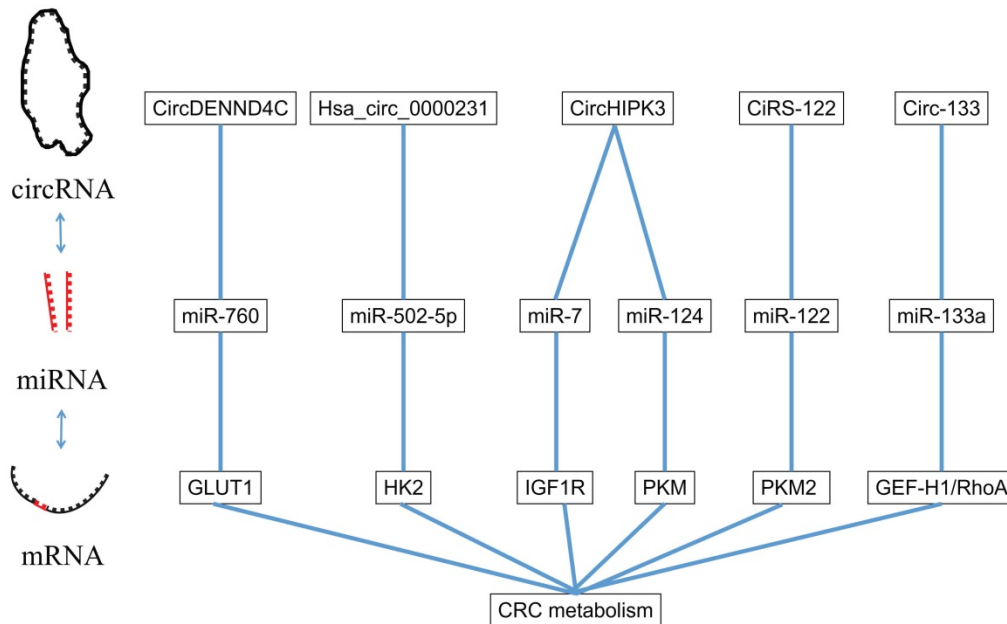 CircDENND4C
Hsa_circ_0000231
CircHIPK3
CiRS-122
Circ-133
circRNA
miR-760
miR-502-5p
miR-7
miR-124
miR-122
miR-133a
miRNA
GLUT1
HK2
IGF1R
PKM
PKM2
GEF-H1/RhoA
mRNA
CRC metabolism